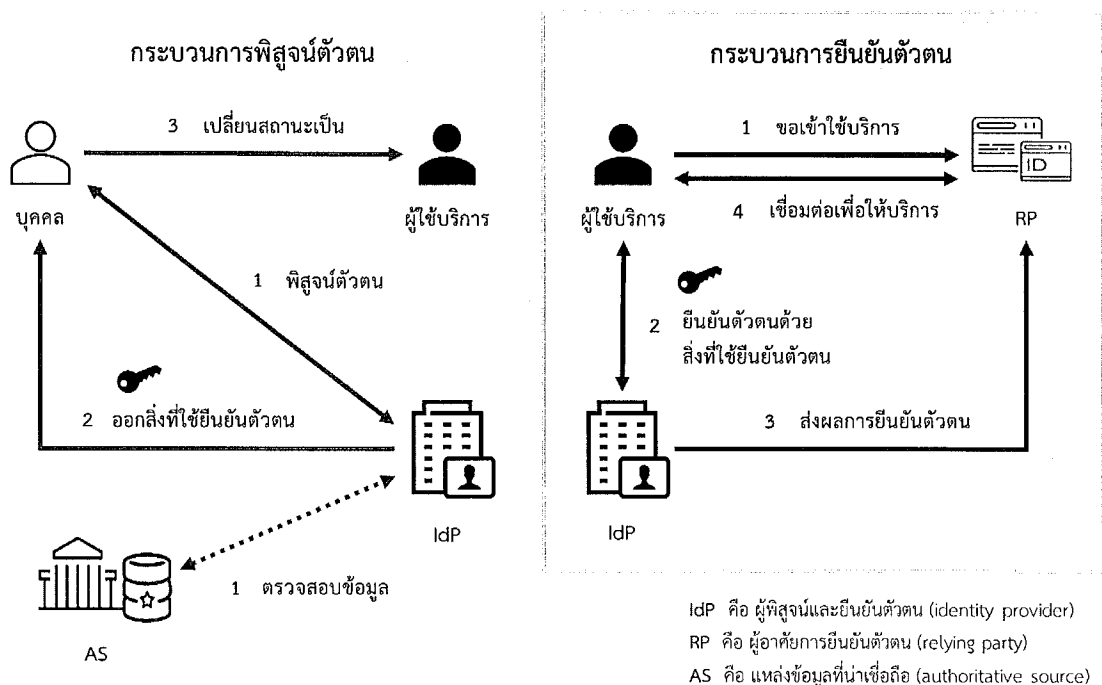 กระบวนการพิสูจน์ตัวตน
3 เปลี่ยนสถานะเป็น
บุคคล
ผู้ใช้บริการ
1 พิสูจน์ตัวตน
2 ออกสิ่งที่ใช้ยืนยันตัวตน
IdP
1 ตรวจสอบข้อมูล
AS
กระบวนการยืนยันตัวตน
1 ขอเข้าใช้บริการ
ID
4 เชื่อมต่อเพื่อให้บริการ
ผู้ใช้บริการ
RP
2 ยืนยันตัวตนด้วย
สิ่งที่ใช้ยืนยันตัวตน
3 ส่งผลการยืนยันตัวตน
IdP
IdP คือ ผู้พิสูจน์และยืนยันตัวตน (identity provider)
RP คือ ผู้อาศัยการยืนยันตัวตน (relying party)
AS คือ แหล่งข้อมูลที่น่าเชื่อถือ (authoritative source)